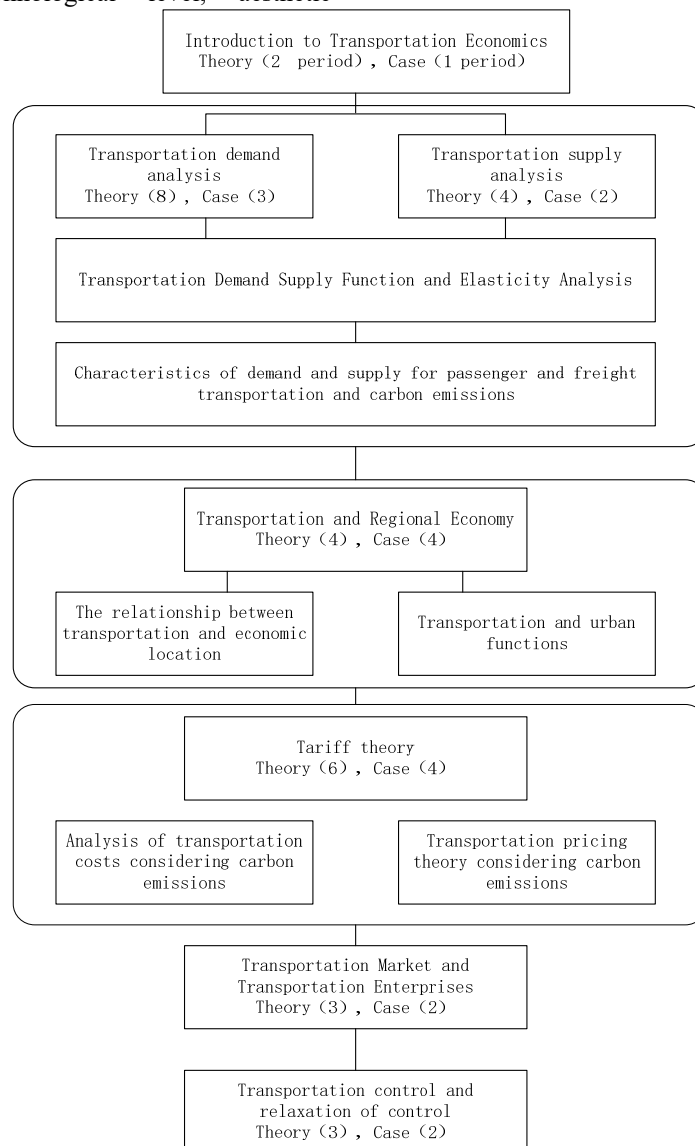 level, aesthetic
Introduction to Transportation Economics
Theory (2 period), Case (1 period)
Transportation demand
analysis
Theory (8), Case (3)
Transportation supply
analysis
Theory (4), Case (2)
Transportation Demand Supply Function and Elasticity Analysis
Characteristics of demand and supply for passenger and freight
transportation and carbon emissions
Transportation and Regional Economy
Theory (4), Case (4)
The relationship between
transportation and economic
location
Transportation and urban
functions
Tariff theory
Theory (6), Case (4)
Analysis of transportation
costs considering carbon
emissions
Transportation pricing
theory considering carbon
emissions
Transportation Market and
Transportation Enterprises
Theory (3), Case (2)
Transportation control and
relaxation of control
Theory (3), Case (2)